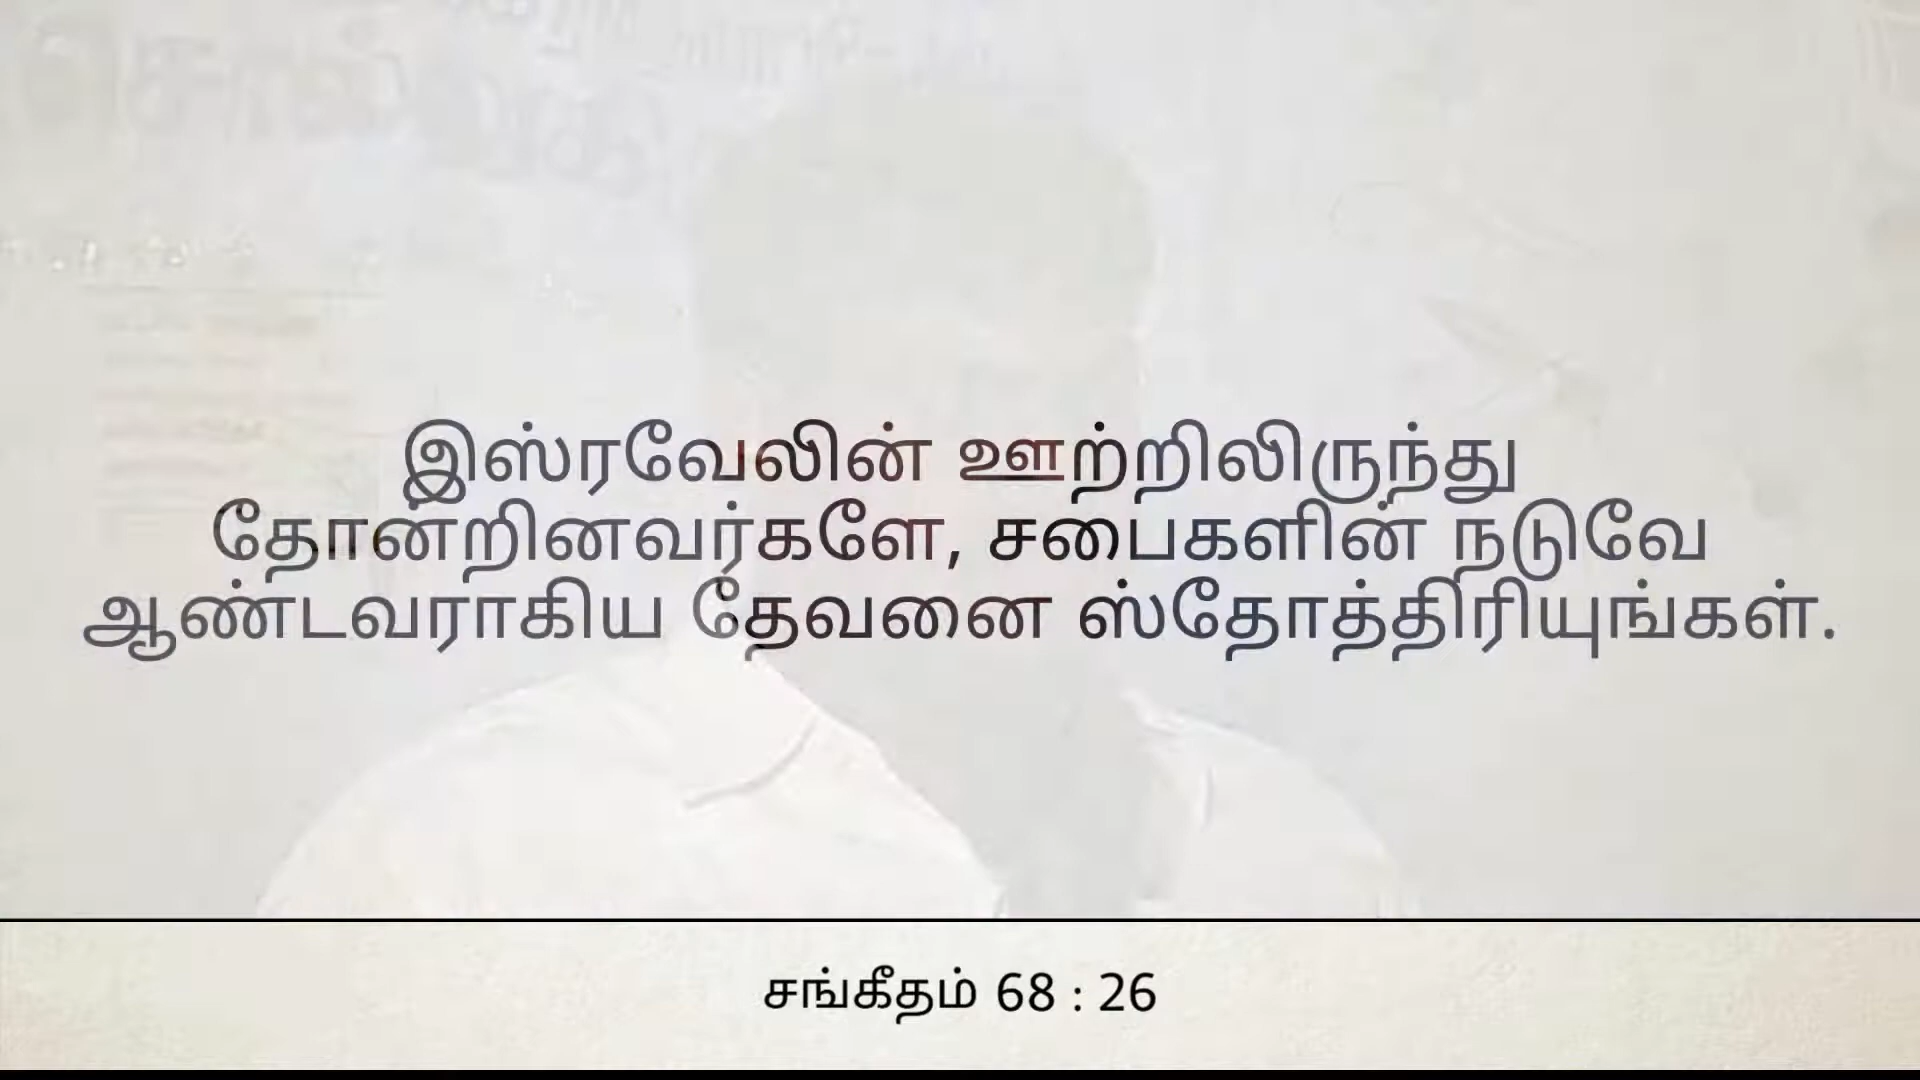 இஸ்ரவேலின் ஊற்றிலிருந்து
தோன்றினவர்களே, சபைகளின் நடுவே
ஆண்டவராகிய தேவனை ஸ்தோத்திரியுங்கள்.
சங்கீதம் 68 : 26